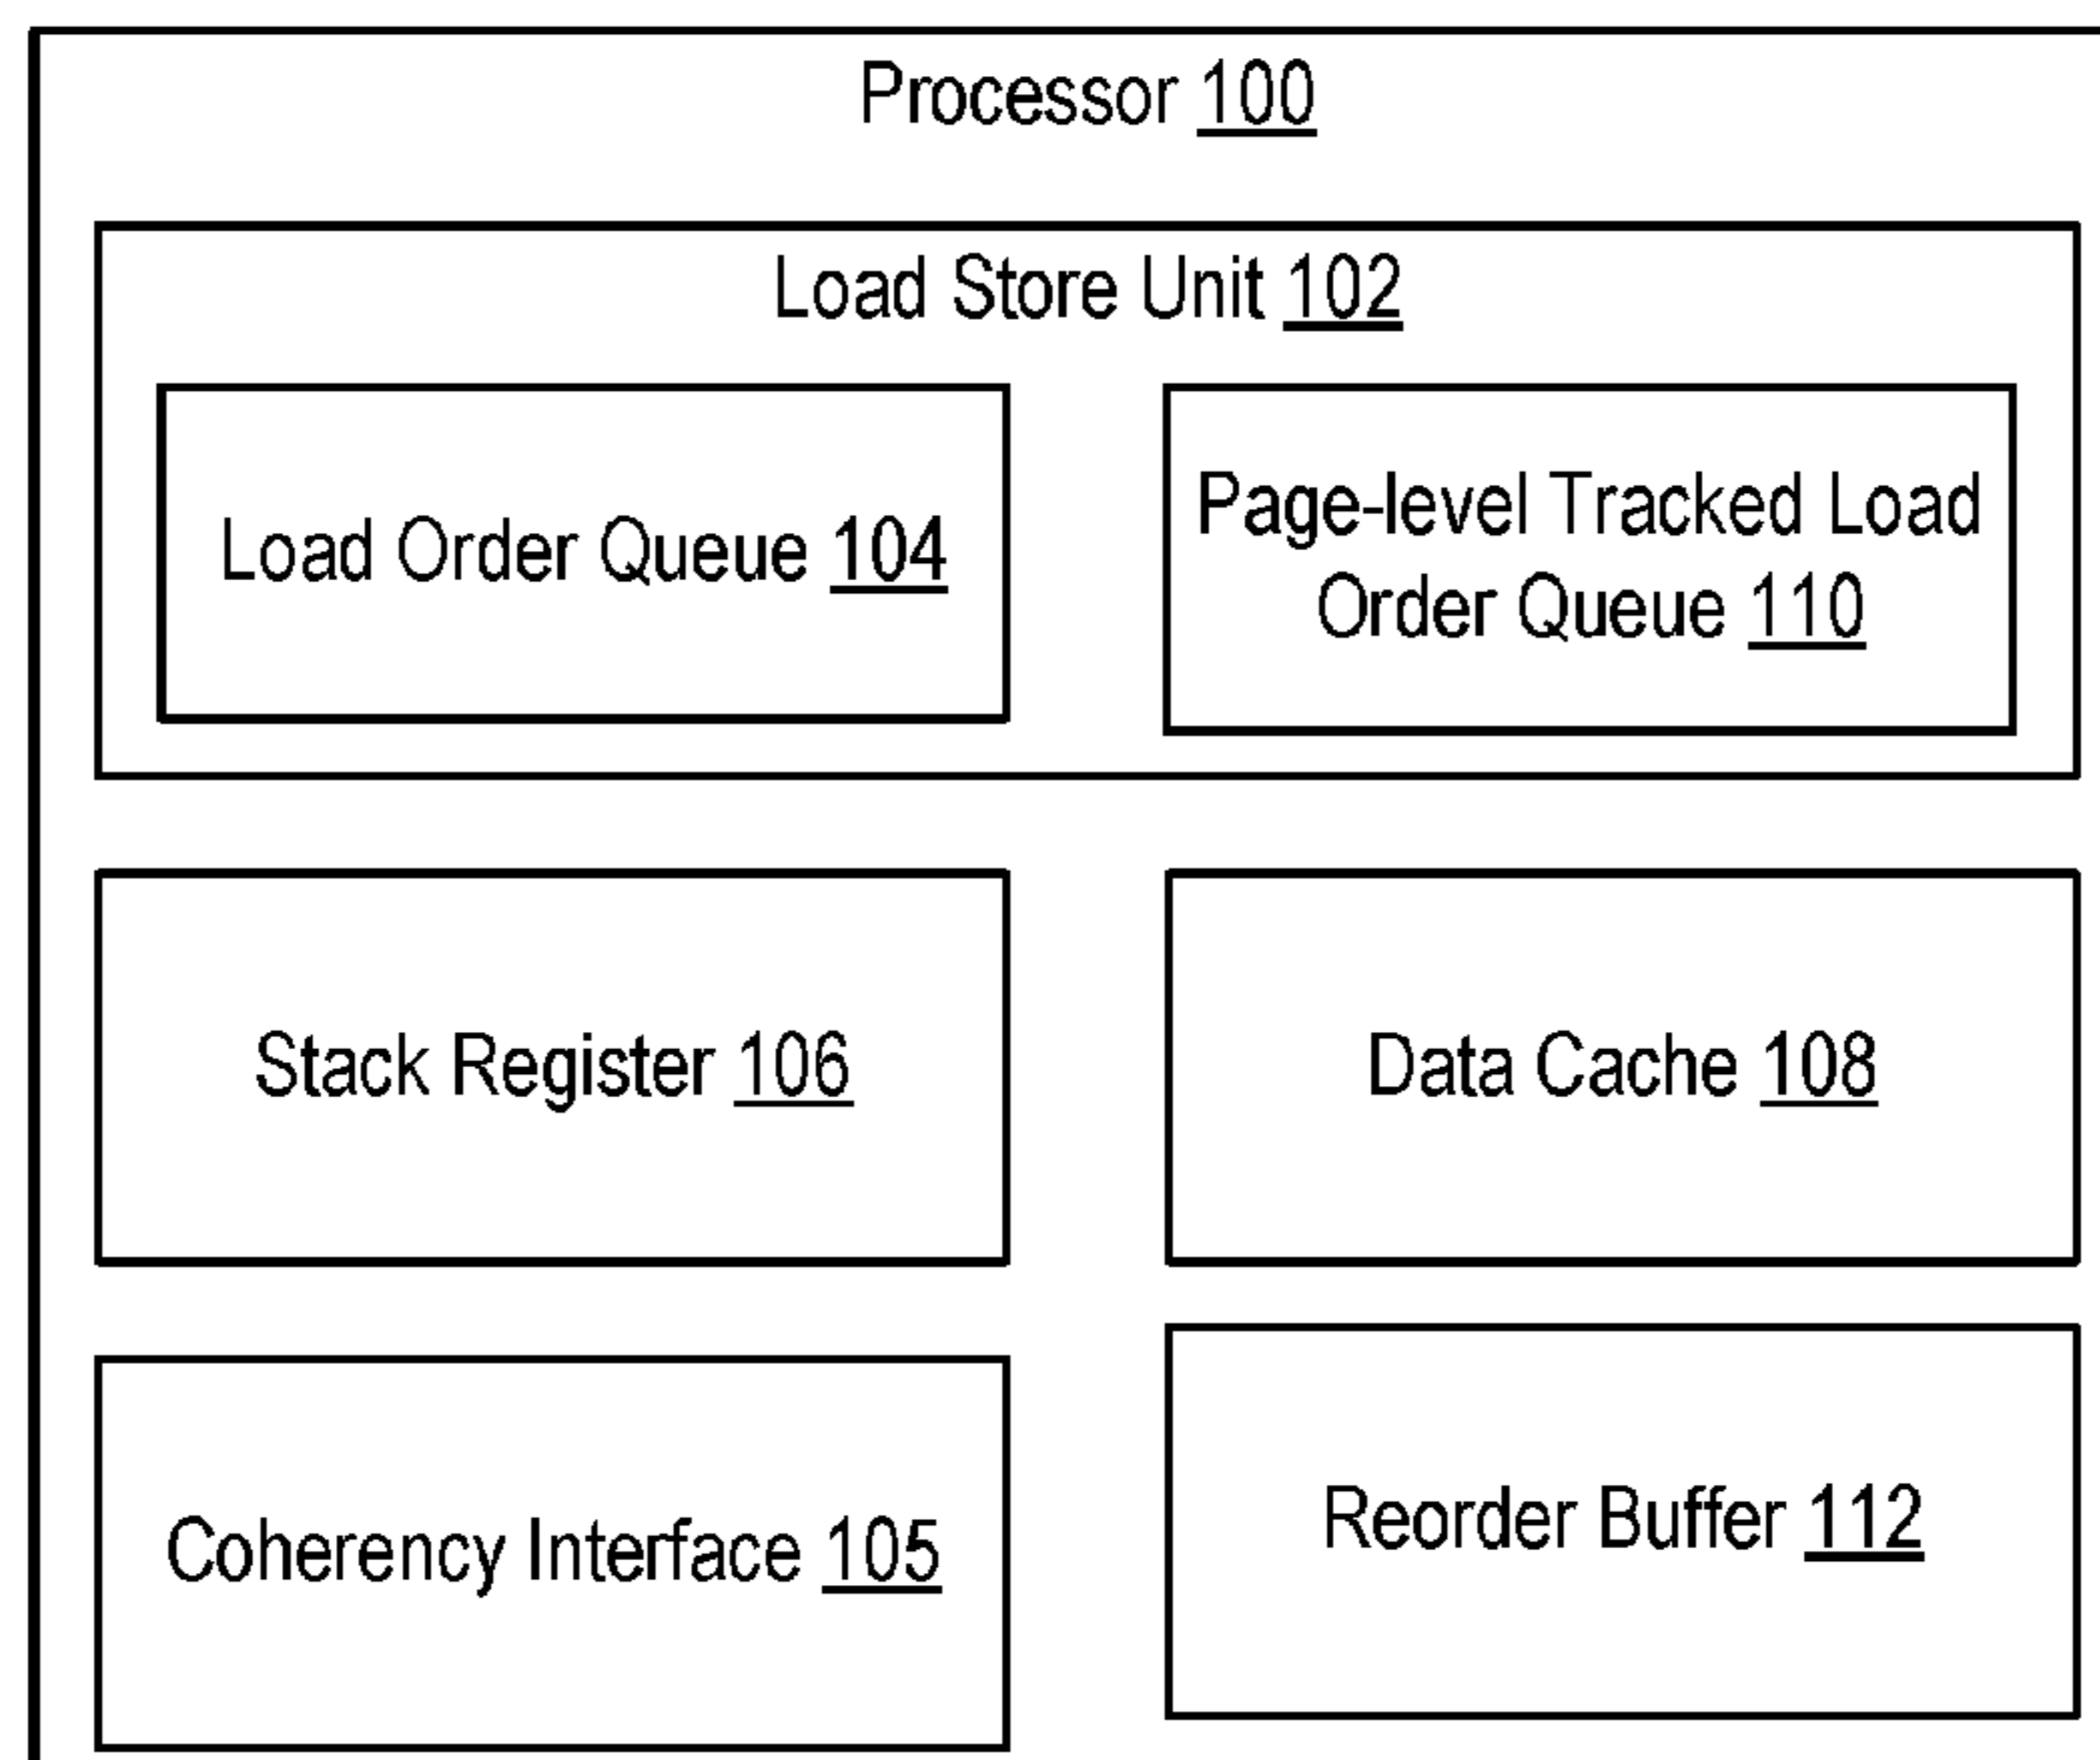 Processor 100
Load Store Unit 102
Load Order Queue 104
Page-level Tracked Load
Order Queue 110
Stack Register 106
Data Cache 108
Coherency Interface 105
Reorder Buffer 112